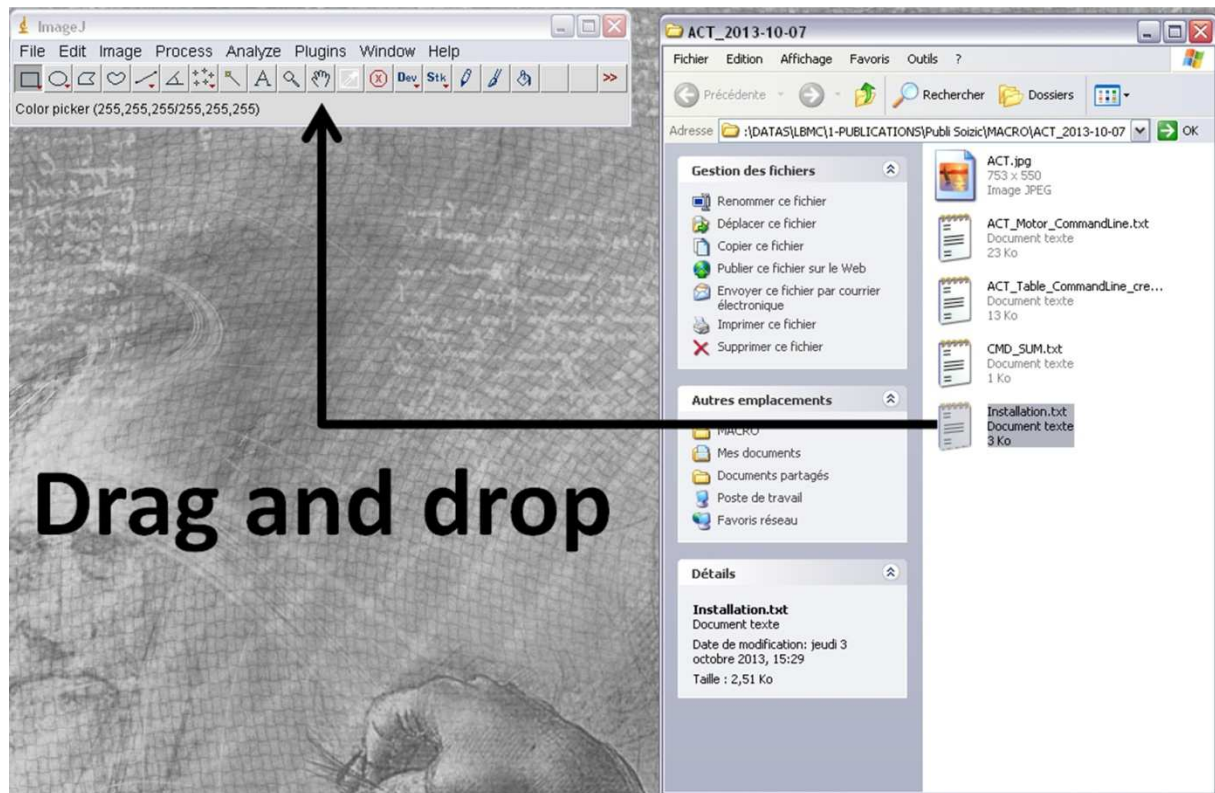 ImageJ
File Edit Image Process Analyze Plugins Window Help
A Dev Stk >>
Color picker (255,255,255/255,255,255)
Drag and drop
ACT_2013-10-07
Fichier Edition Affichage Favoris Outils ?
Précédente Rechercher Dossiers
Adresse :\DATAS\LBMC\1-PUBLICATIONS\Publi Soizic\MACRO\ACT_2013-10-07 OK
Gestion des fichiers
Renommer ce fichier
Déplacer ce fichier
Copier ce fichier
Publier ce fichier sur le Web
Envoyer ce fichier par courrier
électronique
Imprimer ce fichier
Supprimer ce fichier
Autres emplacements
MACRO
Mes documents
Documents partagés
Poste de travail
Favoris réseau
Détails
Installation.txt
Document texte
Date de modification: jeudi 3
octobre 2013, 15:29
Taille : 2,51 Ko
ACT.jpg
753 x 550
Image JPEG
ACT_Motor_CommandLine.txt
Document texte
23 Ko
ACT_Table_CommandLine_cre...
Document texte
13 Ko
CMD_SUM.txt
Document texte
1 Ko
Installation.txt
Document texte
3 Ko